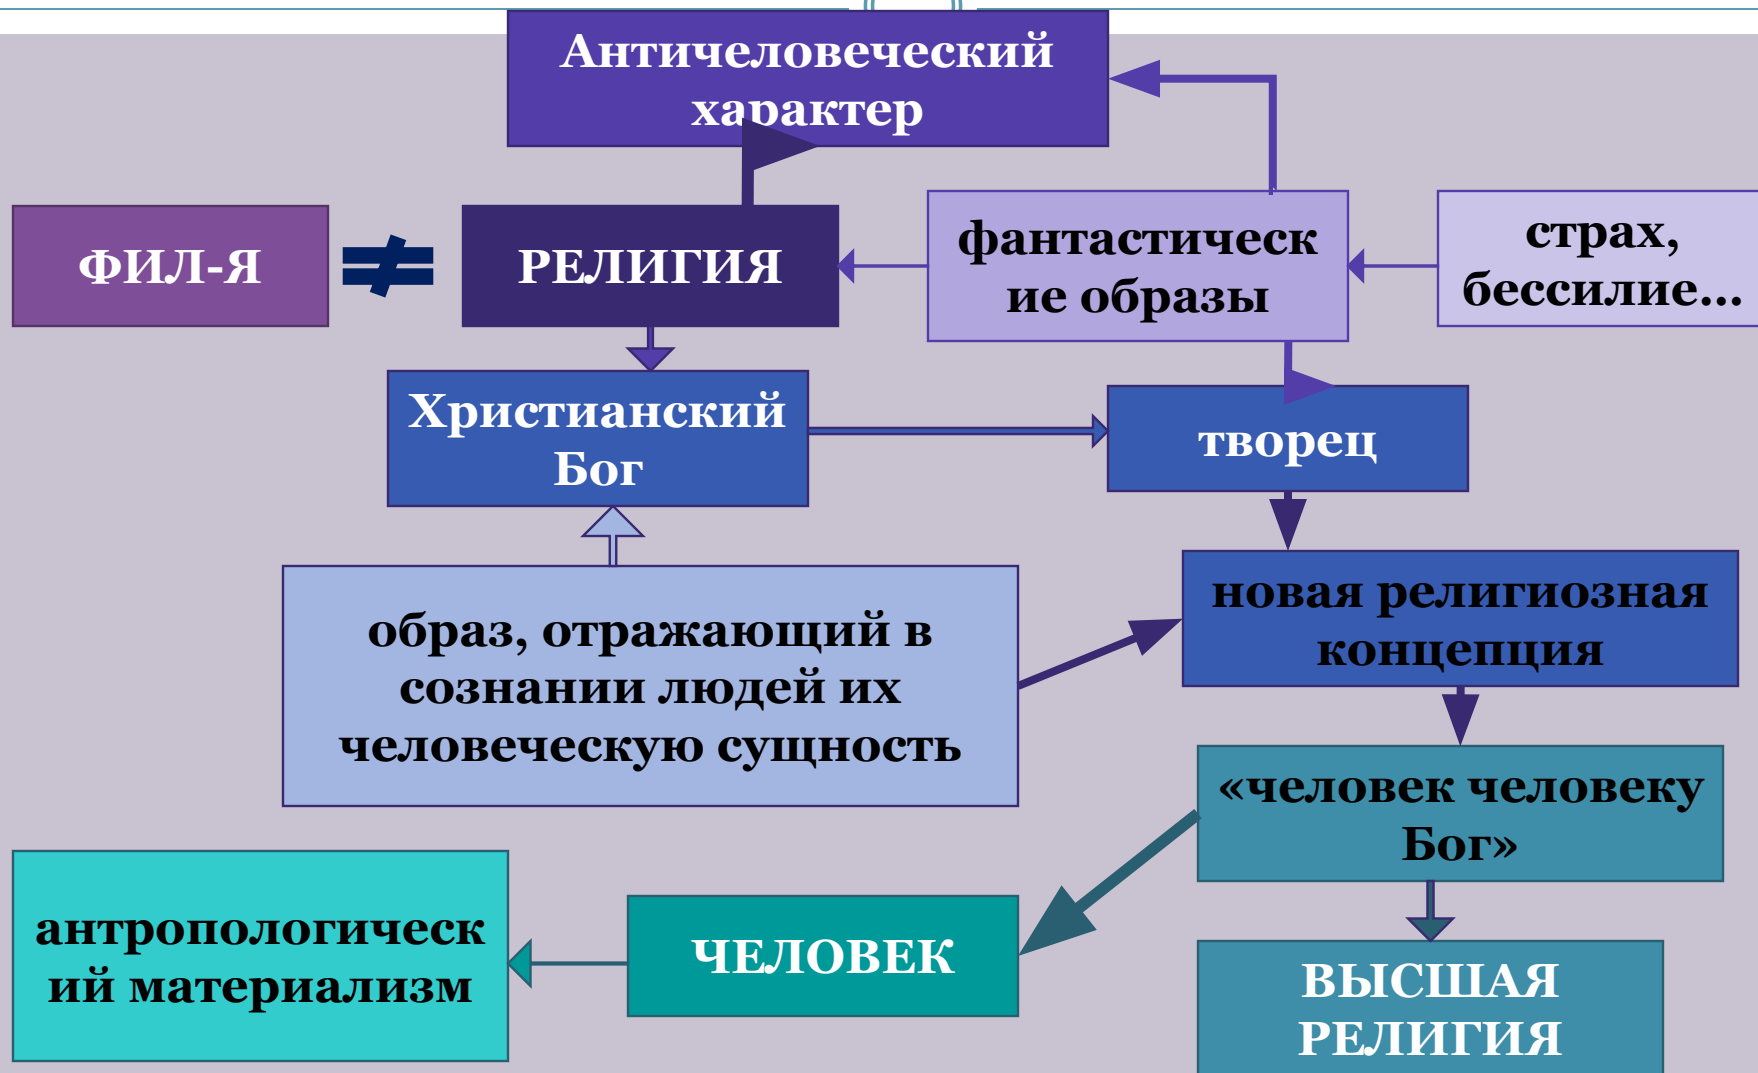 Античеловеческий
характер
ФИЛ-Я
≠
РЕЛИГИЯ
фантастическ
ие образы
страх,
бессилие...
Христианский
Бог
творец
новая религиозная
концепция
образ, отражающий в
сознании людей их
человеческую сущность
«человек человеку
Бог»
антропологическ
ий материализм
ЧЕЛОВЕК
ВЫСШАЯ
РЕЛИГИЯ